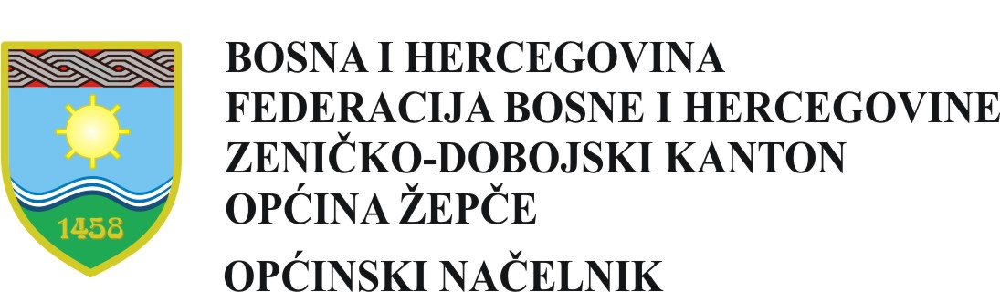 BOSNA I HERCEGOVINA
FEDERACIJA BOSNE I HERCEGOVINE
ZENIČKO-DOBOJSKI KANTON
OPĆINA ŽEPČE
OPĆINSKI NAČELNIK
1458